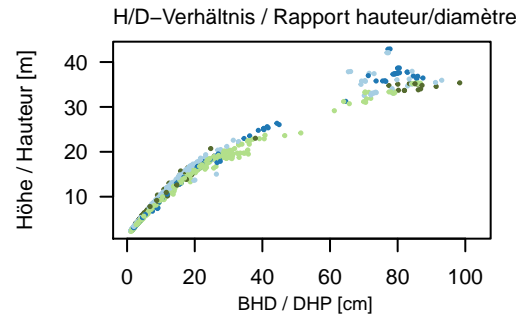 H/D−Verhältnis / Rapport hauteur/diamètre
Höhe / Hauteur [m]
40
30
20
10
0 20 40 60 80 100
BHD / DHP [cm]